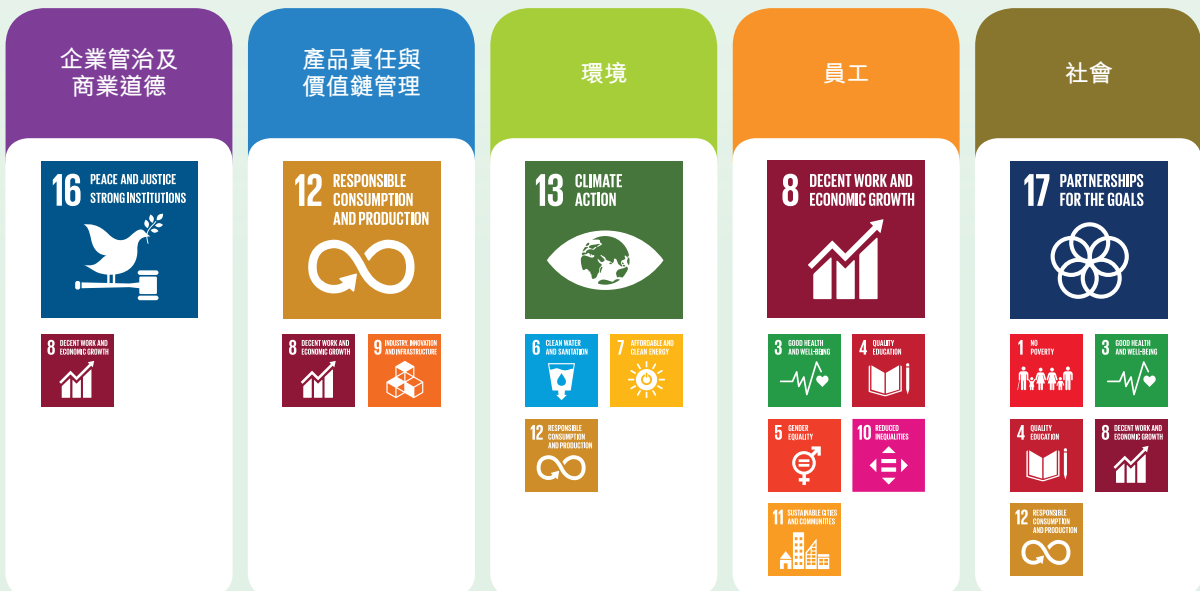 企業管治及
商業道德
16 PEACE AND JUSTICE
STRONG INSTITUTIONS
8 DECENT WORK AND
ECONOMIC GROWTH
產品責任與
價值鏈管理
12 RESPONSIBLE
CONSUMPTION
AND PRODUCTION
8 DECENT WORK AND
ECONOMIC GROWTH
9 INDUSTRY, INNOVATION
AND INFRASTRUCTURE
環境
13 CLIMATE
ACTION
6 CLEAN WATER
AND SANITATION
7 AFFORDABLE AND
CLEAN ENERGY
12 RESPONSIBLE
CONSUMPTION
AND PRODUCTION
員工
8 DECENT WORK AND
ECONOMIC GROWTH
3 GOOD HEALTH
AND WELL-BEING
4 QUALITY
EDUCATION
5 GENDER
EQUALITY
10 REDUCED
INEQUALITIES
11 SUSTAINABLE CITIES
AND COMMUNITIES
社會
17 PARTNERSHIPS
FOR THE GOALS
1 NO
POVERTY
3 GOOD HEALTH
AND WELL-BEING
4 QUALITY
EDUCATION
8 DECENT WORK AND
ECONOMIC GROWTH
12 RESPONSIBLE
CONSUMPTION
AND PRODUCTION